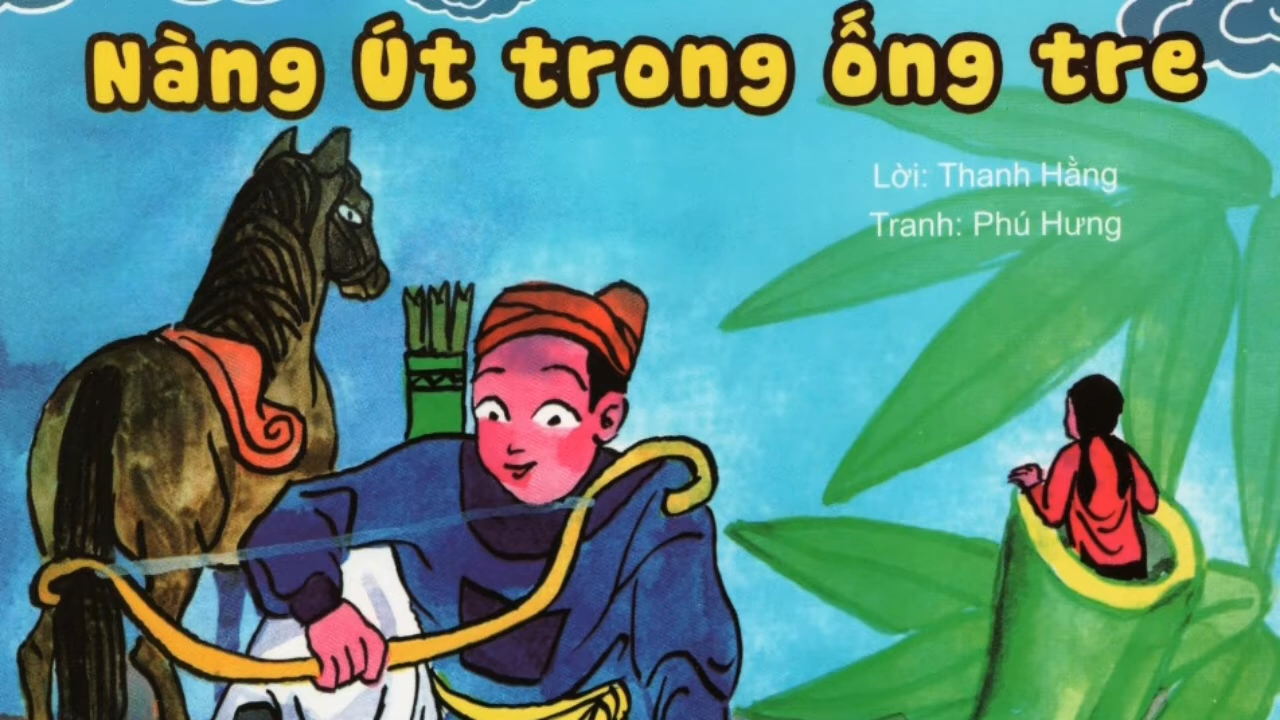 Nàng Út trong ống tre
Lời: Thanh Hằng
Tranh: Phú Hưng